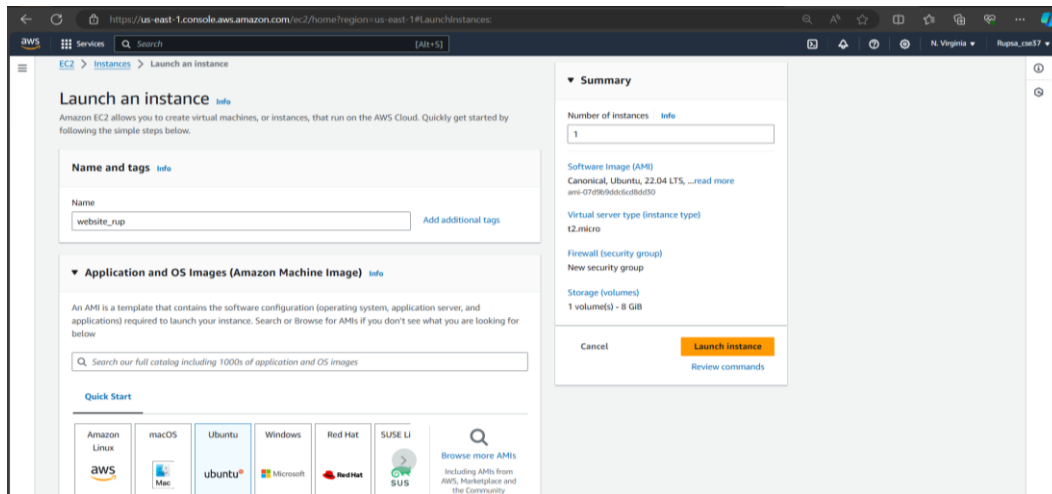 https://us-east-1.console.aws.amazon.com/ec2/home?region=us-east-1#LaunchInstances:
aws
Services
Search
[Alt+S]
N. Virginia
Rupsa_cse37
EC2 > Instances > Launch an instance
Launch an instance Info
Amazon EC2 allows you to create virtual machines, or instances, that run on the AWS Cloud. Quickly get started by
following the simple steps below.
Name and tags Info
Name
website_rup
Add additional tags
Application and OS Images (Amazon Machine Image) Info
An AMI is a template that contains the software configuration (operating system, application server, and
applications) required to launch your instance. Search or Browse for AMIs if you don't see what you are looking for
below
Search our full catalog including 1000s of application and OS images
Quick Start
Amazon
Linux
aws
macOS
Mac
Ubuntu
ubuntu
Windows
Microsoft
Red Hat
Red Hat
SUSE Li
SUS
Browse more AMIs
Including AMIs from
AWS, Marketplace and
the Community
Summary
Number of instances Info
1
Software Image (AMI)
Canonical, Ubuntu, 22.04 LTS, ...read more
ami-07d9b9ddc6cd8dd30
Virtual server type (instance type)
t2.micro
Firewall (security group)
New security group
Storage (volumes)
1 volume(s) - 8 GiB
Cancel
Launch instance
Review commands